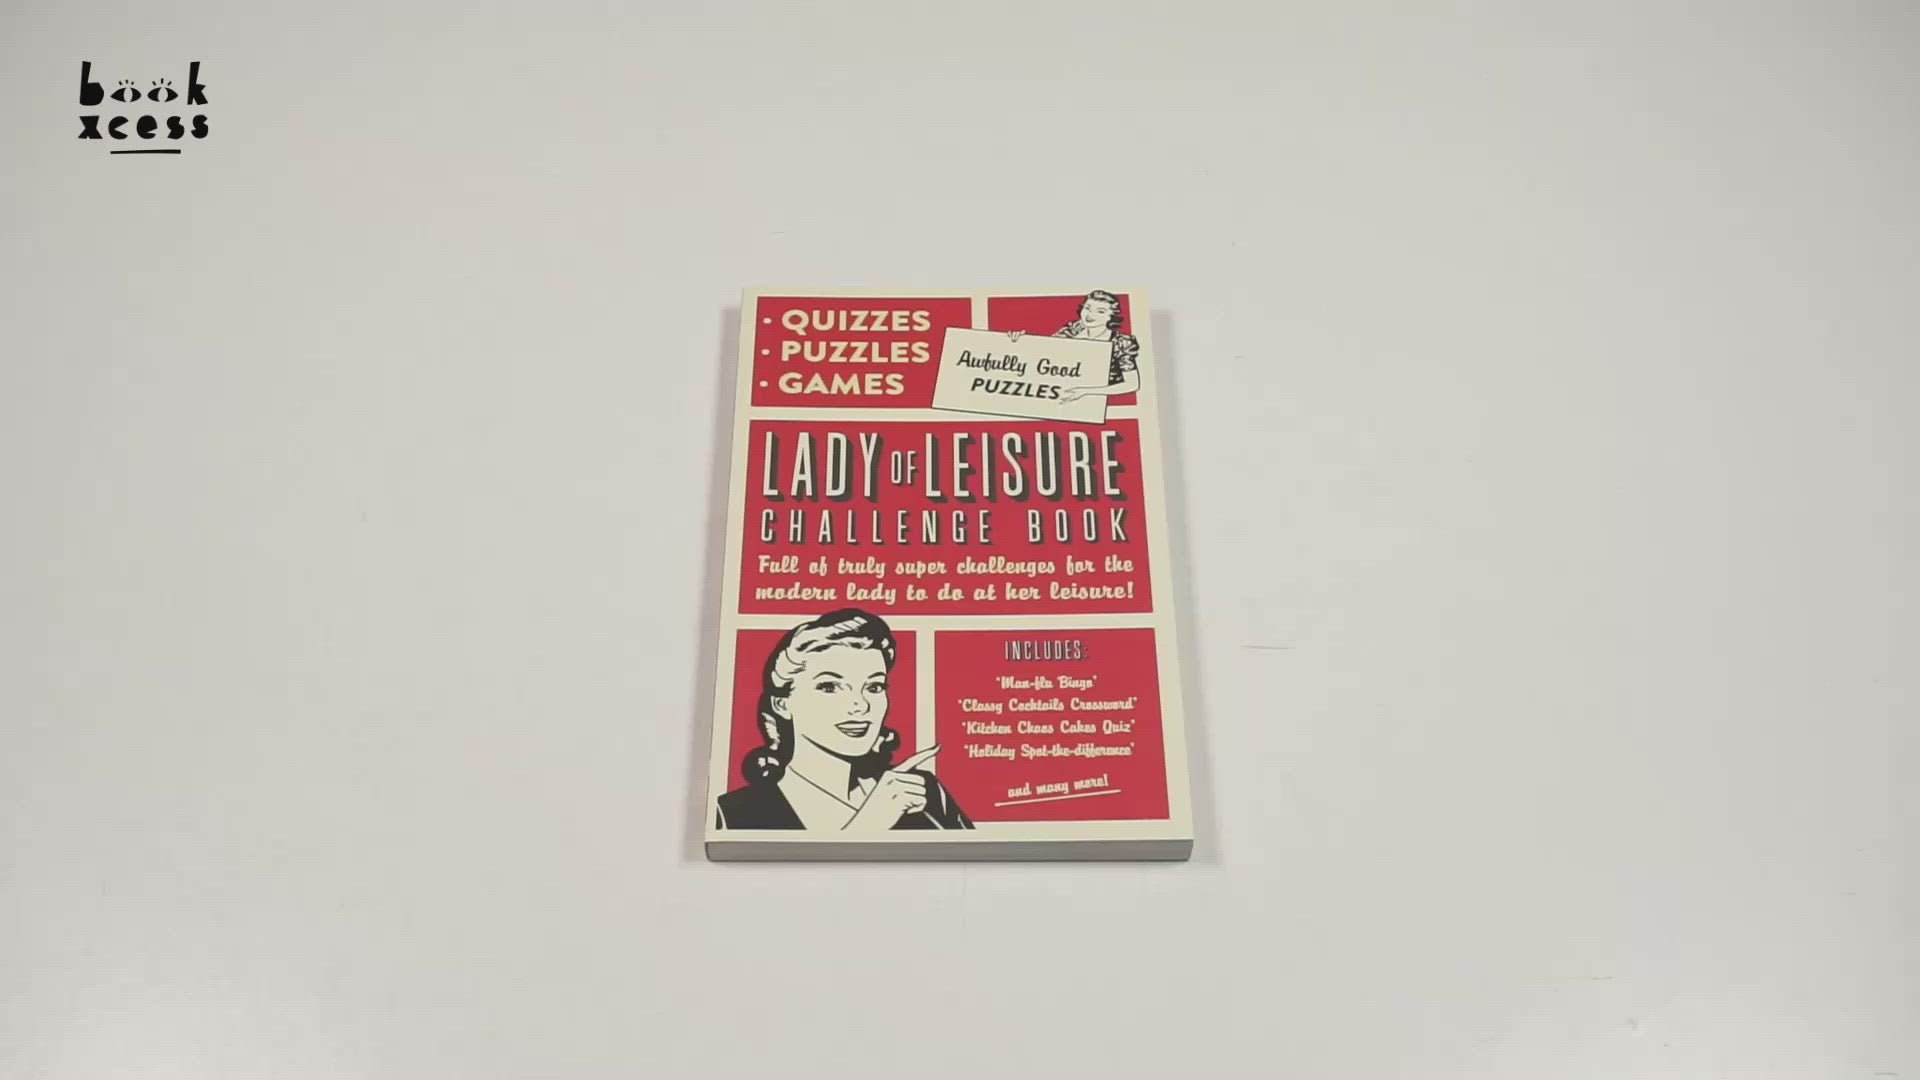 book
xcess
• QUIZZES
• PUZZLES
• GAMES
Awfully Good
PUZZLES
LADY OF LEISURE
CHALLENGE BOOK
Full of truly super challenges for the
modern lady to do at her leisure!
INCLUDES:
'Man-flu Bingo'
'Classy Cocktails Crossword'
'Kitchen Chaos Cakes Quiz'
'Holiday Spot-the-difference'
and many more!